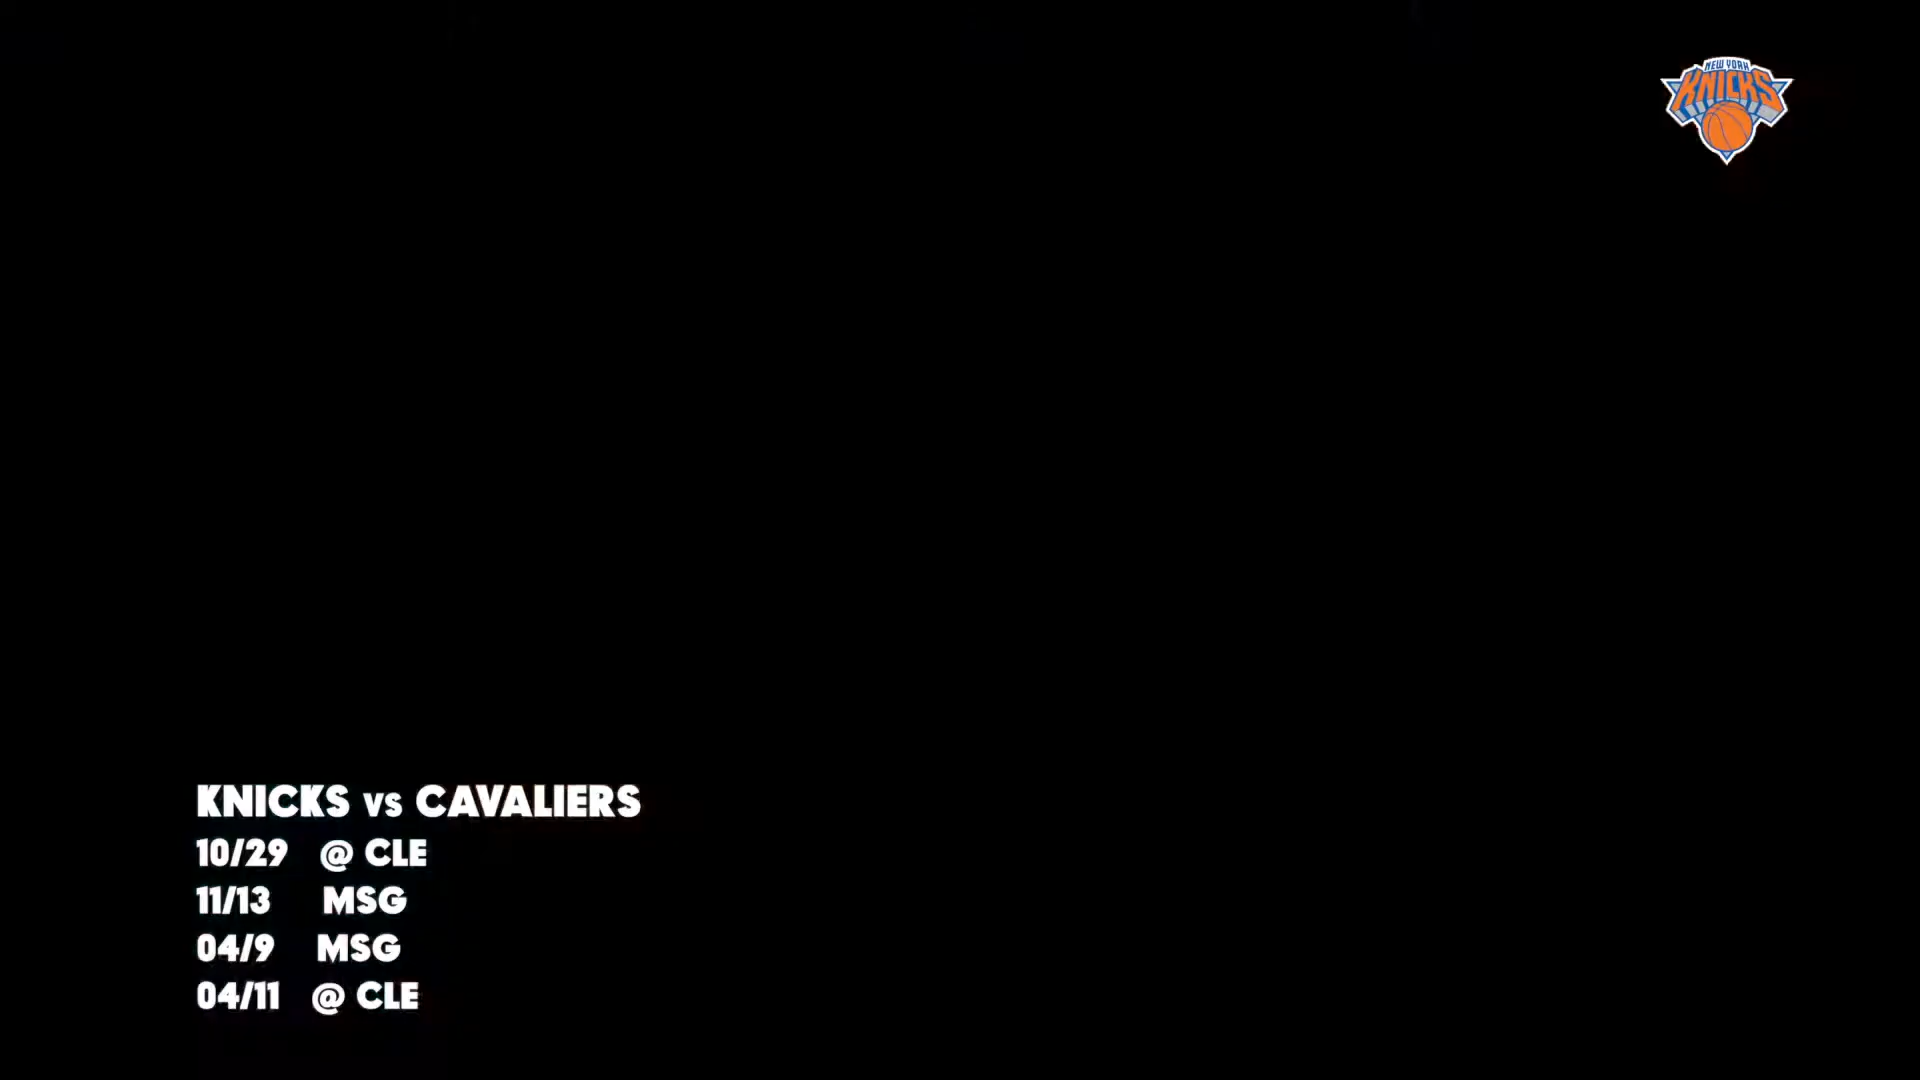 NEW YORK
KNICKS
KNICKS vs CAVALIERS
10/29 @ CLE
11/13 MSG
04/9 MSG
04/11 @ CLE